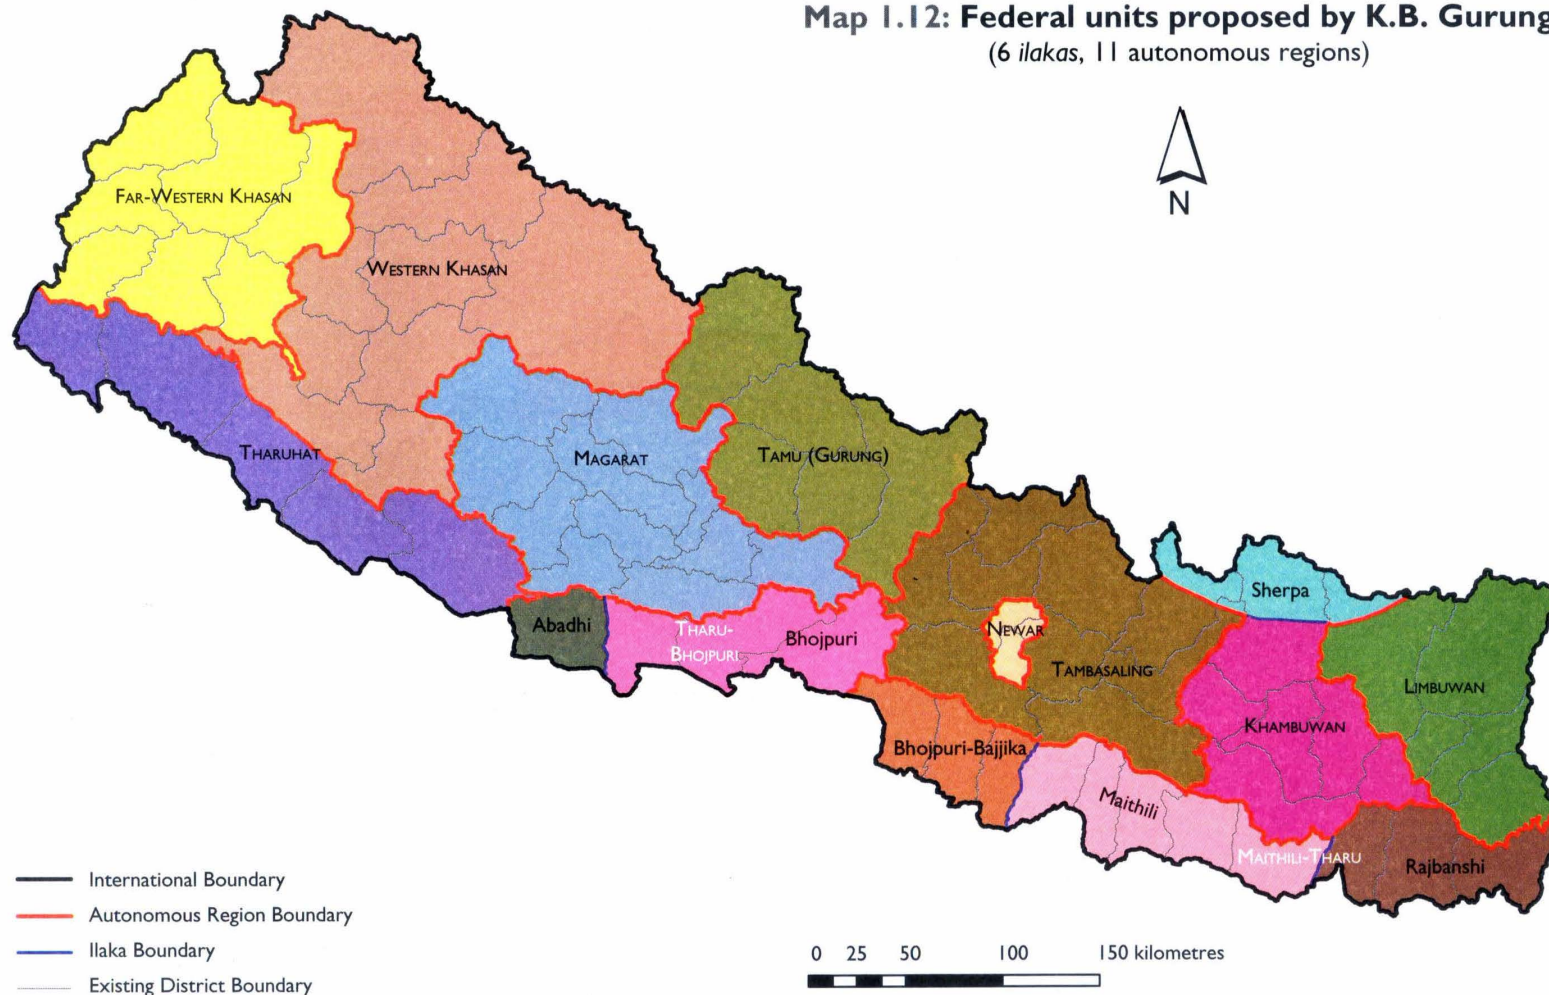 Map 1.12: Federal units proposed by K.B. Gurung
(6 ilakas, 11 autonomous regions)
N
FAR-WESTERN KHASAN
WESTERN KHASAN
THARUHAT
MAGARAT
TAMU (GURUNG)
Sherpa
Abadhi
THARU-
BHOJPURI
Bhojpuri
NEWAR
TAMBASALING
LIMBUWAN
KHAMBUWAN
Bhojpuri-Bajjika
Maithili
MAITHILI-THARU
Rajbanshi
International Boundary
Autonomous Region Boundary
Ilaka Boundary
Existing District Boundary
0 25 50 100 150 kilometres